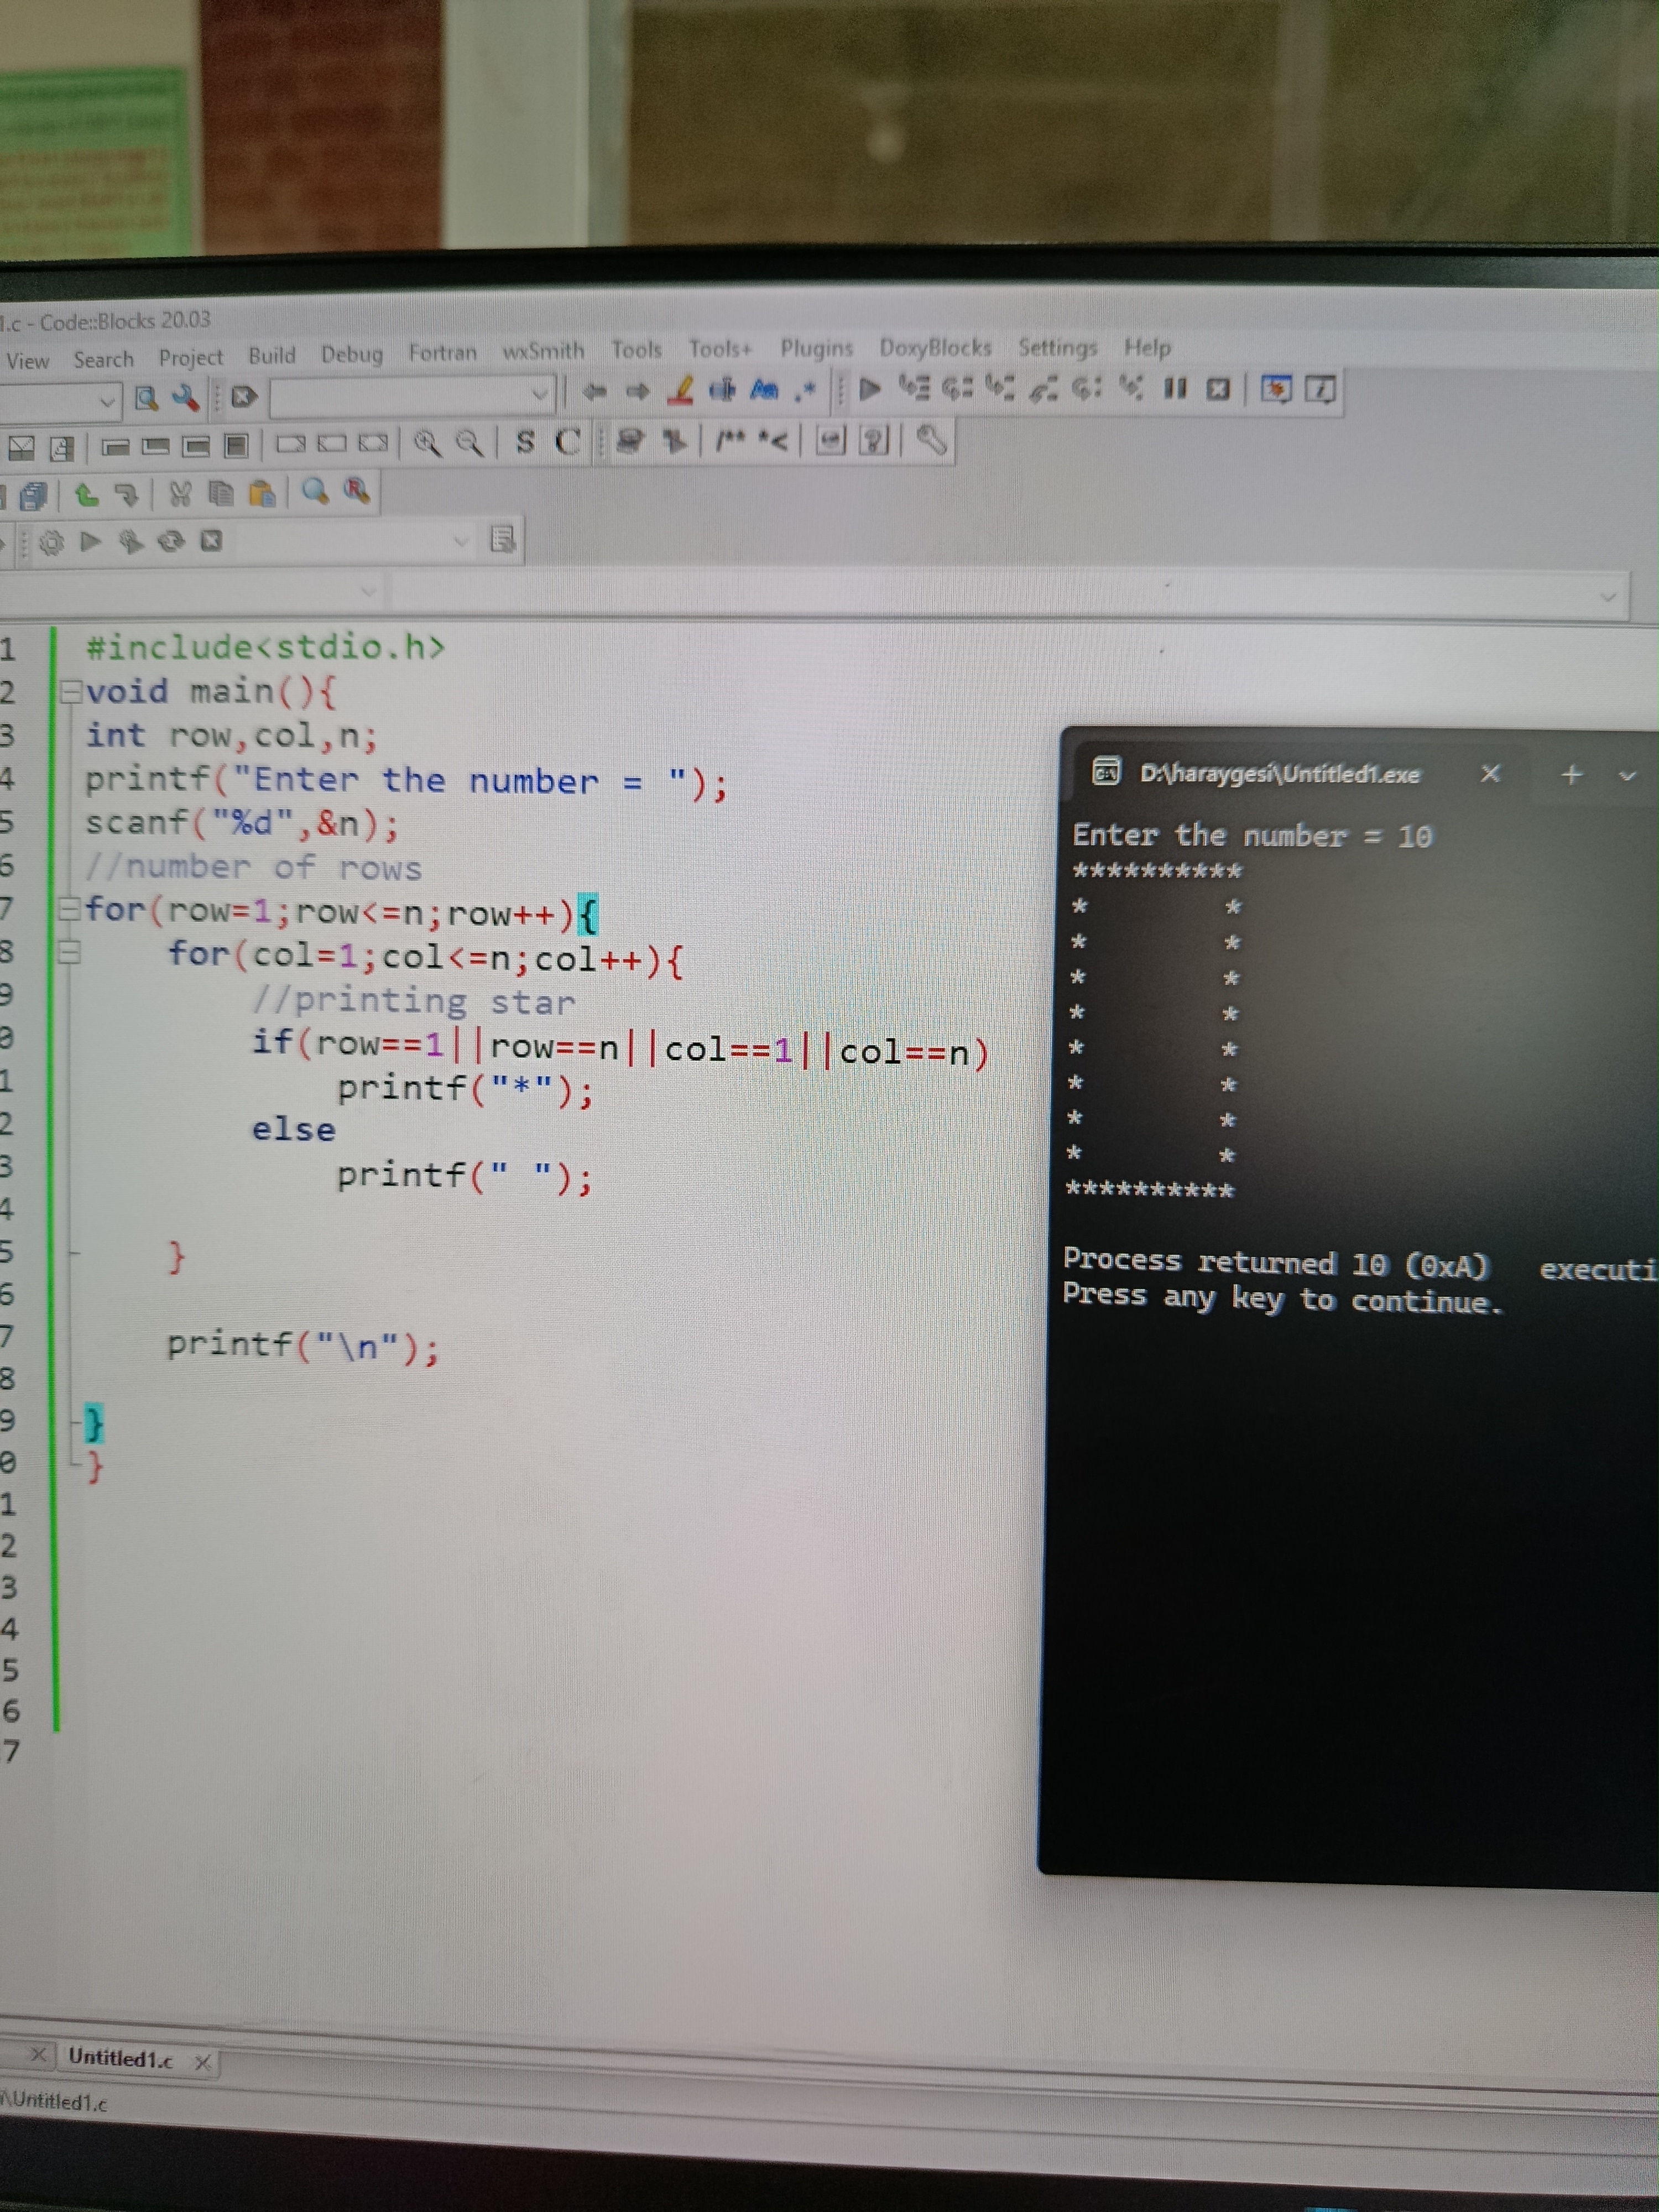 1.c - Code::Blocks 20.03
View Search Project Build Debug Fortran wxSmith Tools Tools+ Plugins DoxyBlocks Settings Help
S C /** *<
1 #include<stdio.h>
2 void main(){
3 int row,col,n;
4 printf("Enter the number = ");
5 scanf("%d",&n);
6 //number of rows
7 for(row=1;row<=n;row++){
8 for(col=1;col<=n;col++){
9 //printing star
0 if(row==1||row==n||col==1||col==n)
1 printf("*");
2 else
3 printf(" ");
4
5 }
6
7 printf("\n");
8
9 }
0 }
1
2
3
4
5
6
7
D:\haraygesi\Untitled1.exe
Enter the number = 10
**********
*        *
*        *
*        *
*        *
*        *
*        *
*        *
*        *
**********
Process returned 10 (0xA) executi
Press any key to continue.
Untitled1.c
\Untitled1.c